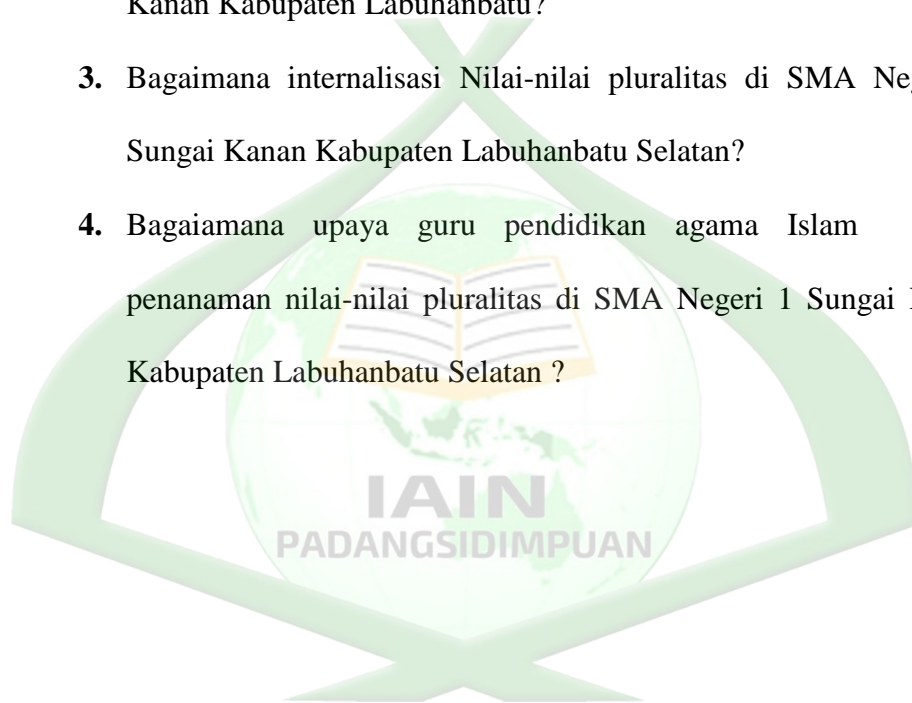 Kanan Kabupaten Labuhanbatu?
3. Bagaimana internalisasi Nilai-nilai pluralitas di SMA
Sungai Kanan Kabupaten Labuhanbatu Selatan?
4. Bagaiamana upaya guru pendidikan agama Islam
penanaman nilai-nilai pluralitas di SMA Negeri 1 Sungai
Kabupaten Labuhanbatu Selatan ?
IAIN
PADANGSIDIMPUAN